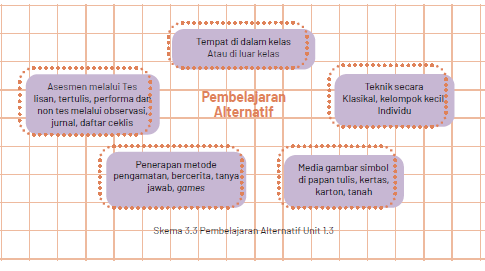 Tempat di dalam kelas
Atau di luar kelas
Asesmen melalui Tes
lisan, tertulis, performa dan
non tes melalui observasi,
jurnal, daftar ceklis
Pembelajaran
Alternatif
Teknik secara
Klasikal, kelompok kecil
Individu
Penerapan metode
pengamatan, bercerita, tanya
jawab, games
Media gambar simbol
di papan tulis, kertas,
karton, tanah
Skema 3.3 Pembelajaran Alternatif Unit 1.3